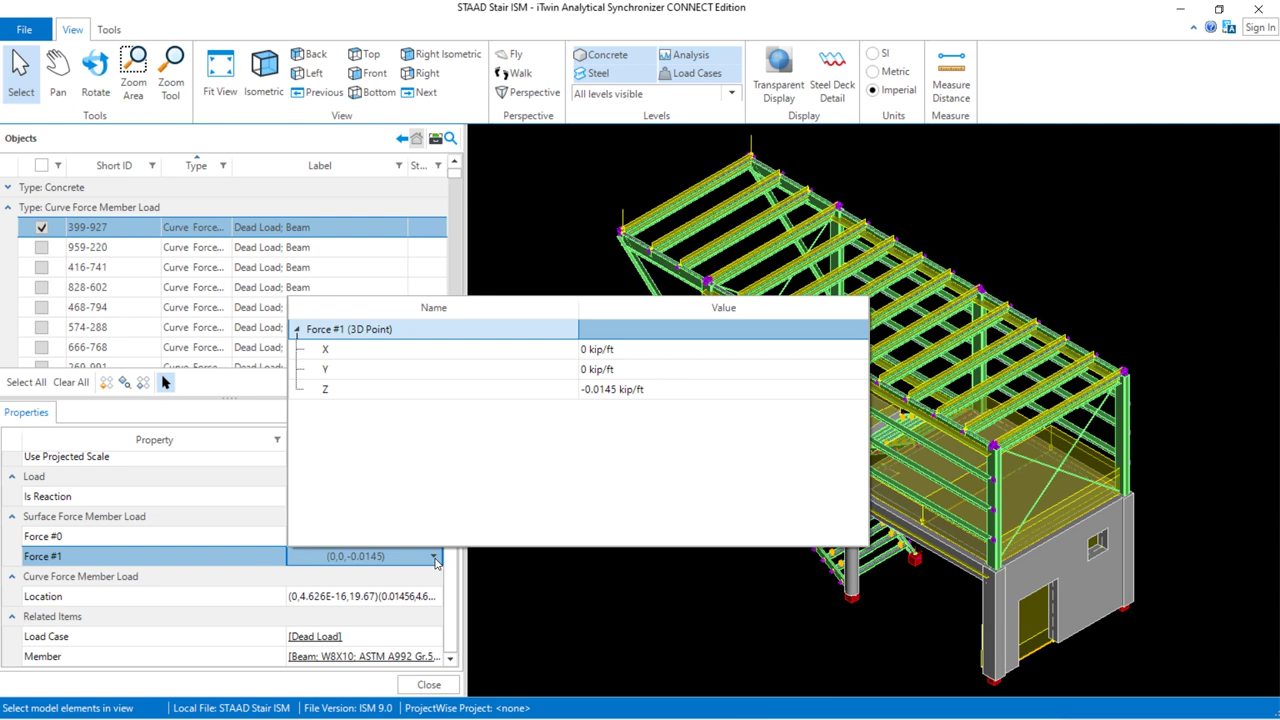 STAAD Stair ISM - iTwin Analytical Synchronizer CONNECT Edition
File View Tools
Sign In
Select Pan Rotate Zoom Area Zoom Tool
Tools
Fit View Isometric
Back Top Right Isometric
Left Front Right
Previous Bottom Next
View
Fly
Walk
Perspective
Perspective
Concrete Analysis
Steel Load Cases
All levels visible
Levels
Transparent Display Steel Deck Detail
Display
SI
Metric
Imperial
Units
Measure Distance
Measure
Objects
Short ID Type Label St...
Type: Concrete
Type: Curve Force Member Load
399-927 Curve Force... Dead Load; Beam
959-220 Curve Force... Dead Load; Beam
416-741 Curve Force... Dead Load; Beam
828-602 Curve Force... Dead Load; Beam
468-794 Curve Force... Dead Load; Beam
574-288 Curve Force... Dead Load; Beam
666-768 Curve Force... Dead Load; Beam
269-991
Select All Clear All
Name Value
Force #1 (3D Point)
X 0 kip/ft
Y 0 kip/ft
Z -0.0145 kip/ft
Properties
Property
Use Projected Scale
Load
Is Reaction
Surface Force Member Load
Force #0
Force #1 (0,0,-0.0145)
Curve Force Member Load
Location (0,4.626E-16,19.67)(0.01456,4.6...
Related Items
Load Case [Dead Load]
Member [Beam; W8X10; ASTM A992 Gr.5...
Close
Select model elements in view Local File: STAAD Stair ISM File Version: ISM 9.0 ProjectWise Project: <none>